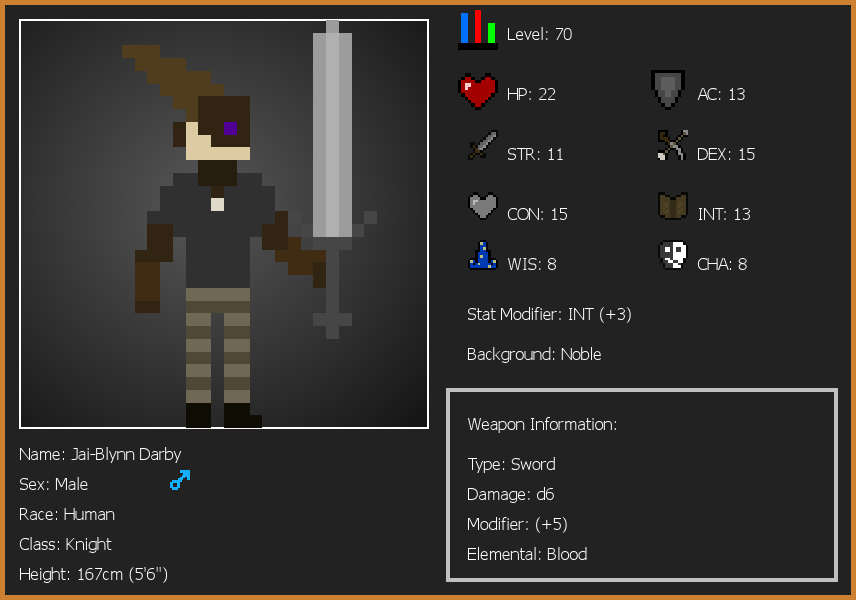 Level: 70
HP: 22
AC: 13
STR: 11
DEX: 15
CON: 15
INT: 13
WIS: 8
CHA: 8
Stat Modifier: INT (+3)
Background: Noble
Weapon Information:
Type: Sword
Damage: d6
Modifier: (+5)
Elemental: Blood
Name: Jai-Blynn Darby
Sex: Male
Race: Human
Class: Knight
Height: 167cm (5'6")